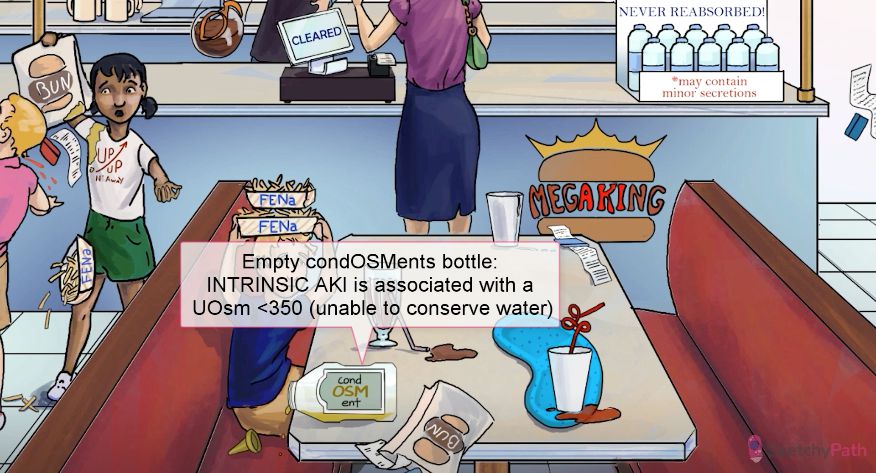 NEVER REABSORBED!
CLEARED
*may contain
minor secretions
BUN
UP
UP
MEGAKING
FENa
FENa
FENa
Empty condOSMents bottle:
INTRINSIC AKI is associated with a
UOsm <350 (unable to conserve water)
cond
OSM
ent
BUN
SketchyPath